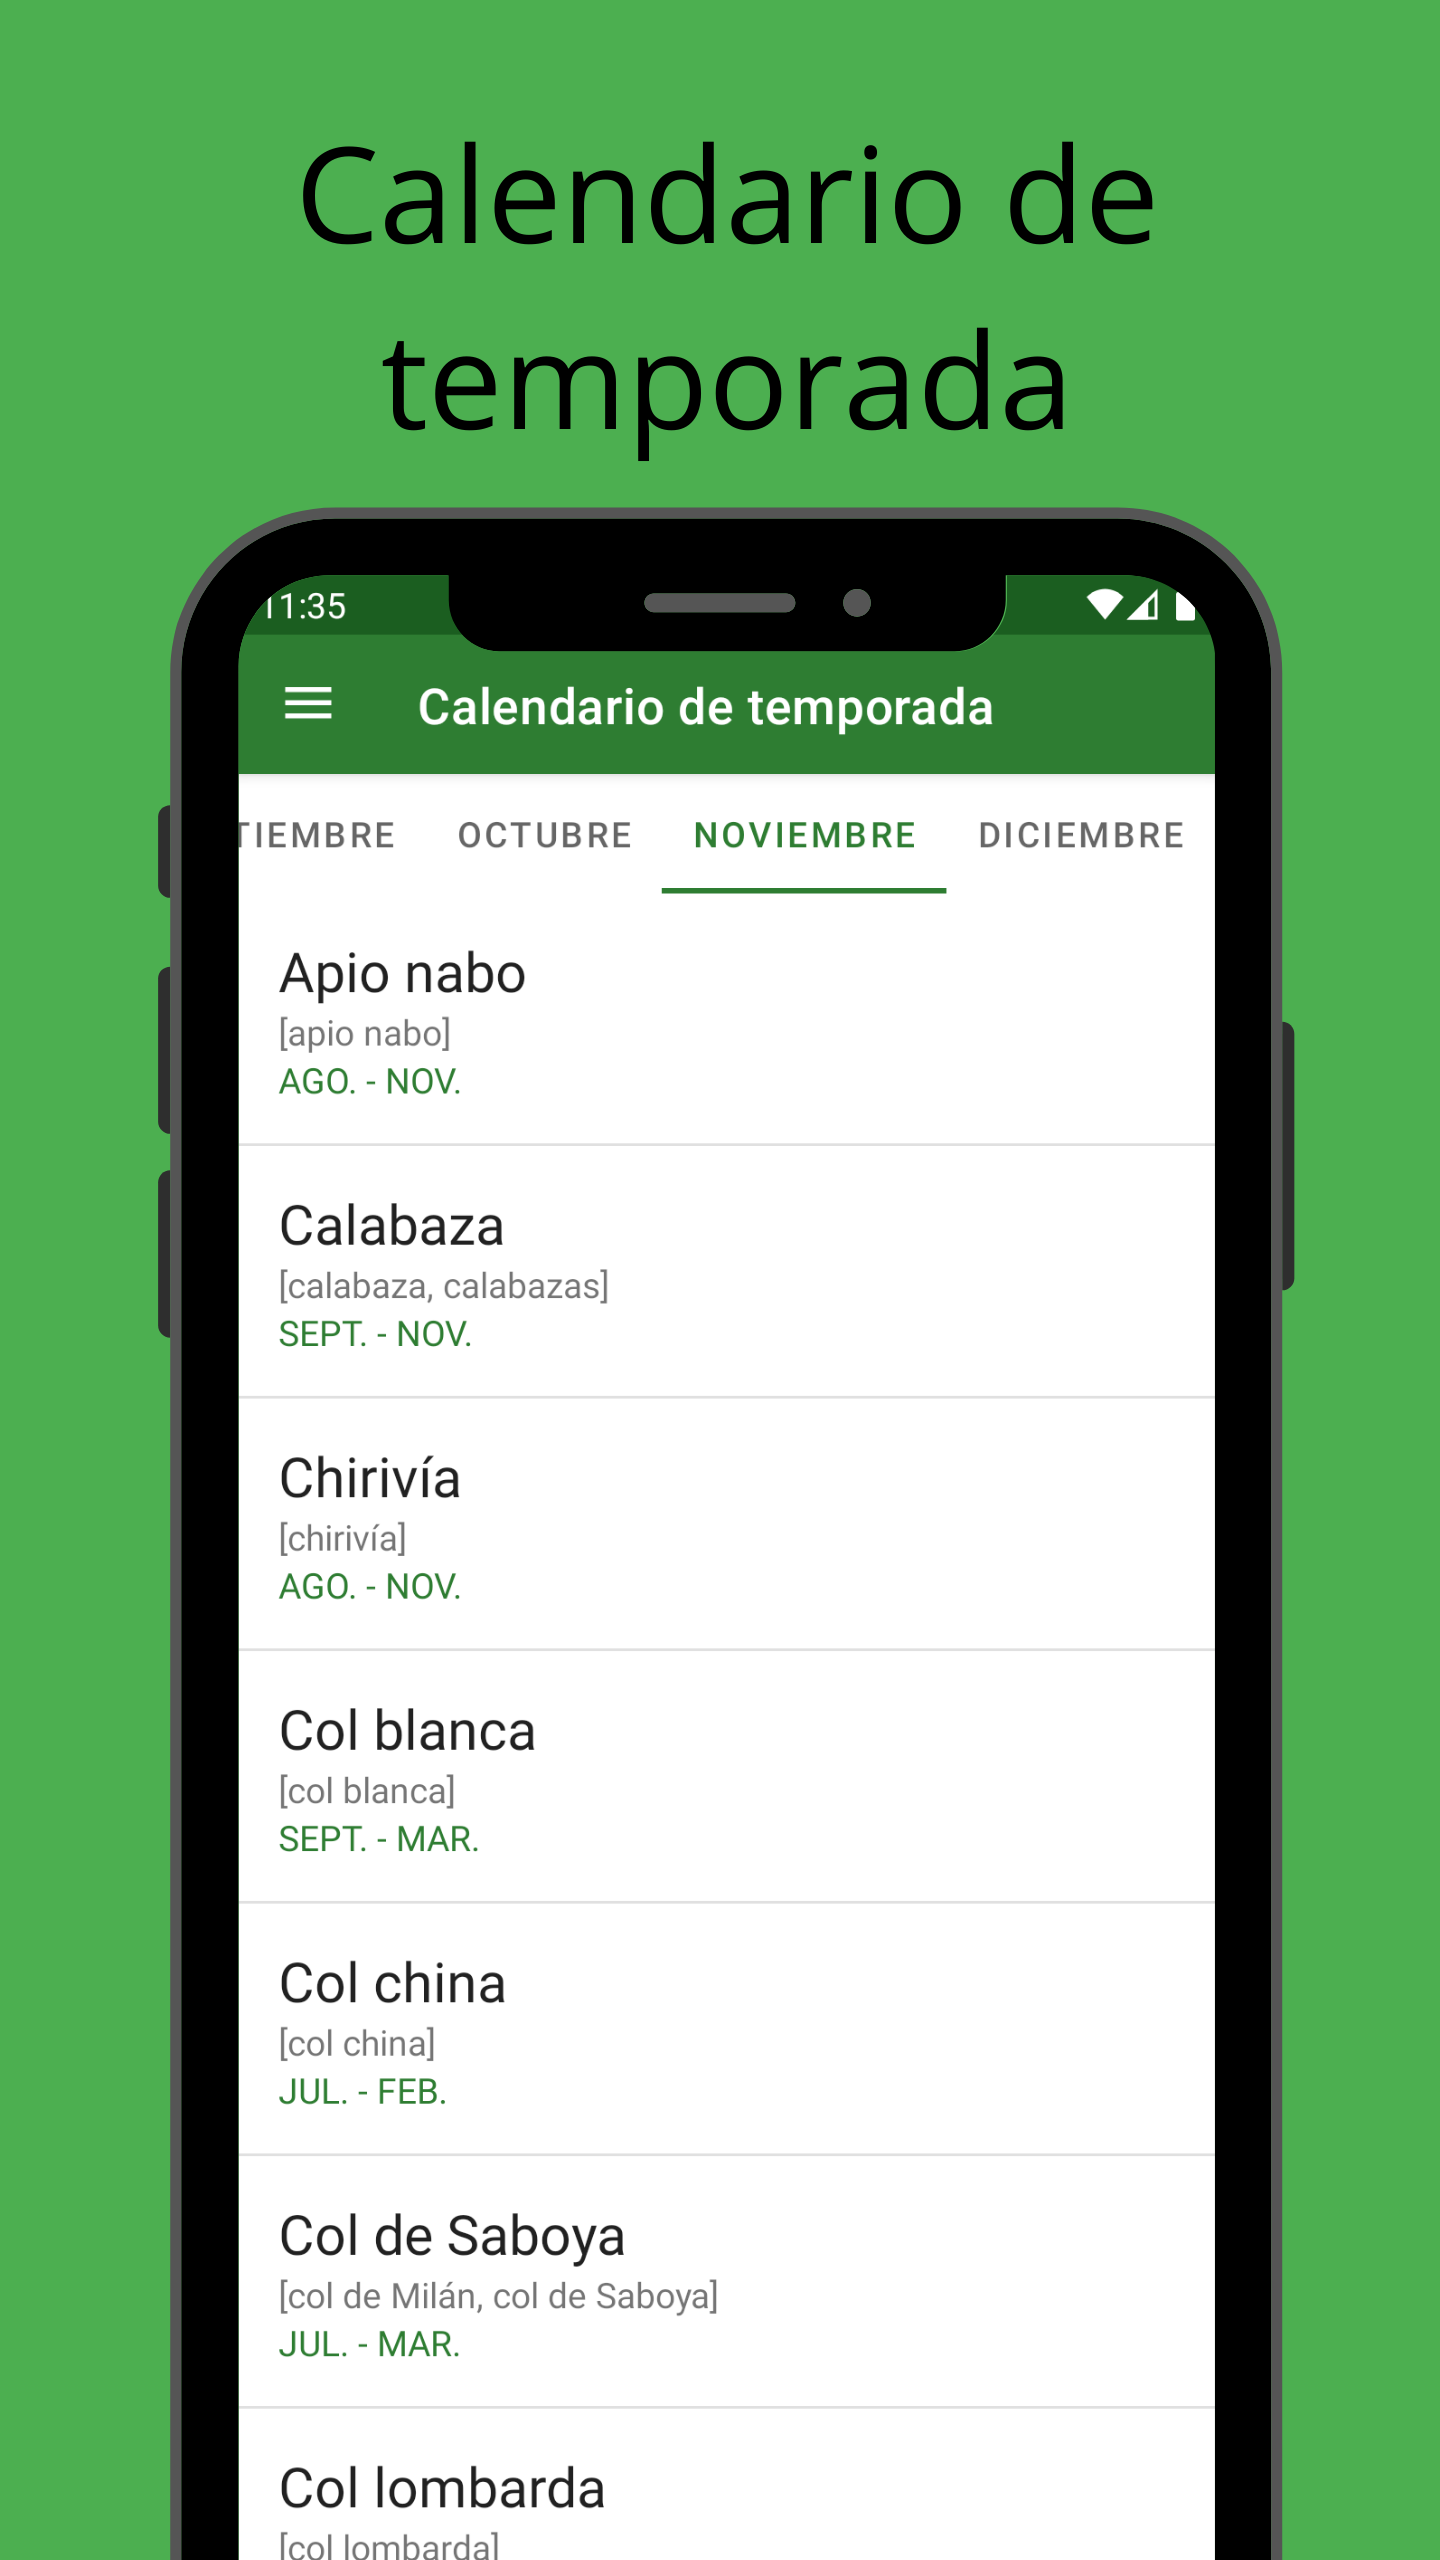 Calendario de
temporada
11:35
Calendario de temporada
TIEMBRE OCTUBRE NOVIEMBRE DICIEMBRE
Apio nabo
[apio nabo]
AGO. - NOV.
Calabaza
[calabaza, calabazas]
SEPT. - NOV.
Chirivía
[chirivía]
AGO. - NOV.
Col blanca
[col blanca]
SEPT. - MAR.
Col china
[col china]
JUL. - FEB.
Col de Saboya
[col de Milán, col de Saboya]
JUL. - MAR.
Col lombarda
[col lombarda]